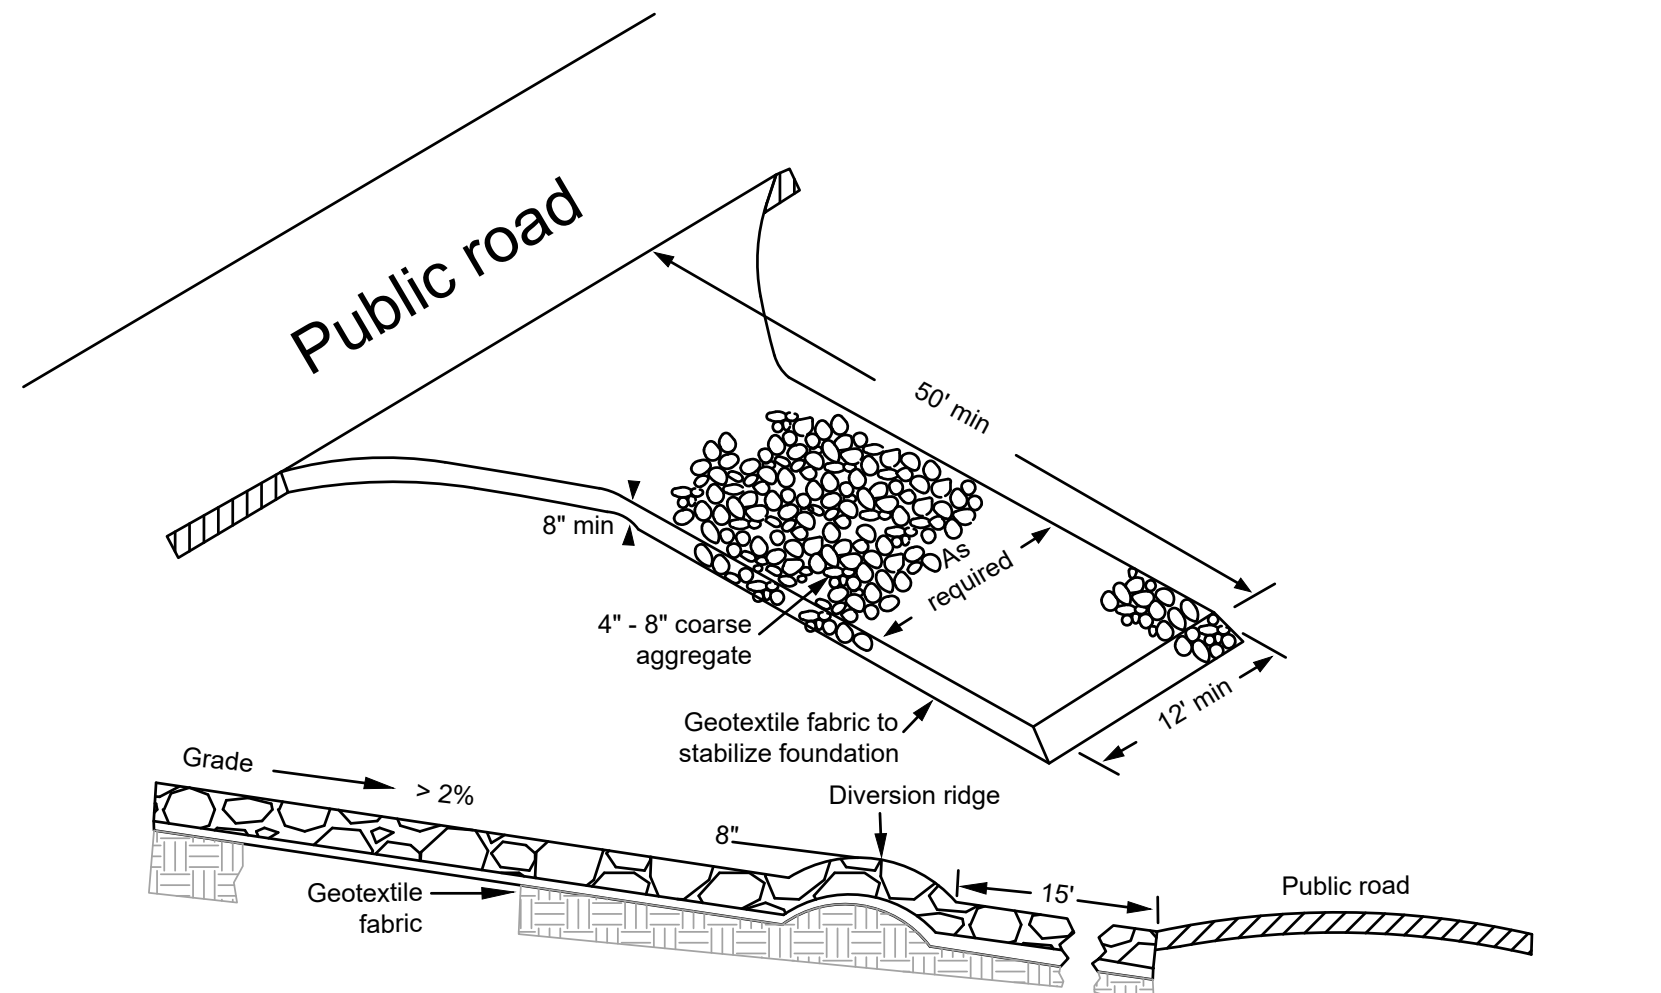 Public road
50' min
8" min
As
required
4" - 8" coarse
aggregate
12' min
Geotextile fabric to
stabilize foundation
Grade
> 2%
Diversion ridge
8"
15'
Public road
Geotextile
fabric